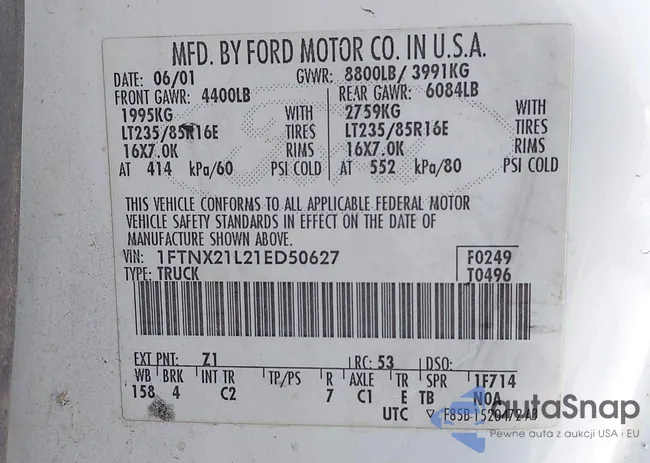 MFD. BY FORD MOTOR CO. IN U.S.A.
DATE: 06/01 GVWR: 8800LB/ 3991KG
FRONT GAWR: 4400LB REAR GAWR: 6084LB
1995KG WITH 2759KG WITH
LT235/85R16E TIRES LT235/85R16E TIRES
16X7.0K RIMS 16X7.0K RIMS
AT 414 kPa/60 PSI COLD AT 552 kPa/80 PSI COLD
THIS VEHICLE CONFORMS TO ALL APPLICABLE FEDERAL MOTOR
VEHICLE SAFETY STANDARDS IN EFFECT ON THE DATE OF
MANUFACTURE SHOWN ABOVE.
VIN: 1FTNX21L21ED50627 F0249
TYPE: TRUCK T0496
EXT PNT: Z1 RC: 53 DSO:
WB BRK INT TR TP/PS R AXLE TR SPR 1F714
158 4 C2 7 C1 E TB N0A
UTC ▽ F85B-1520472-AD
autoSnap
Pewne auta z aukcji USA i EU